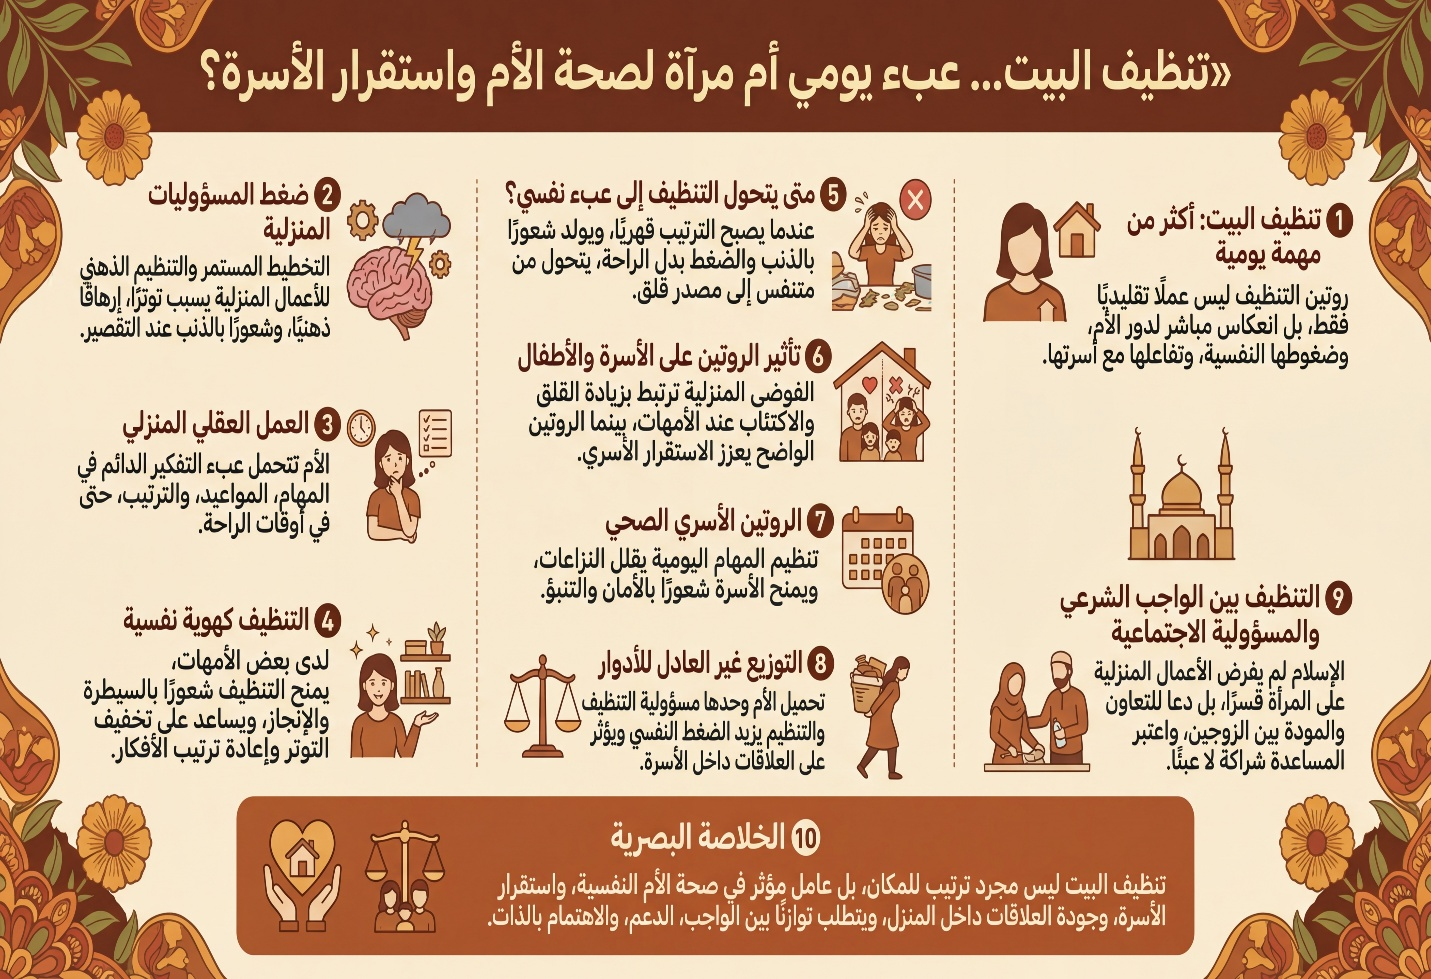 «تنظيف البيت... عبء يومي أم مرآة لصحة الأم واستقرار الأسرة؟
1 تنظيف البيت: أكثر من
مهمة يومية
روتين التنظيف ليس عملًا تقليديًا
فقط، بل انعكاس مباشر لدور الأم،
وضغوطها النفسية، وتفاعلها مع أسرتها.
2 ضغط المسؤوليات
المنزلية
التخطيط المستمر والتنظيم الذهني
للأعمال المنزلية يسبب توترًا، إرهاقًا
ذهنيًا، وشعورًا بالذنب عند التقصير.
3 العمل العقلي المنزلي
الأم تتحمل عبء التفكير الدائم في
المهام، المواعيد، والترتيب، حتى
في أوقات الراحة.
4 التنظيف كهوية نفسية
لدى بعض الأمهات،
يمنح التنظيف شعورًا بالسيطرة
والإنجاز، ويساعد على تخفيف
التوتر وإعادة ترتيب الأفكار.
5 متى يتحول التنظيف إلى عبء نفسي؟
عندما يصبح الترتيب قهريًا، ويولد شعورًا
بالذنب والضغط بدل الراحة، يتحول من
متنفس إلى مصدر قلق.
6 تأثير الروتين على الأسرة والأطفال
الفوضى المنزلية ترتبط بزيادة القلق
والاكتئاب عند الأمهات، بينما الروتين
الواضح يعزز الاستقرار الأسري.
7 الروتين الأسري الصحي
تنظيم المهام اليومية يقلل النزاعات،
ويمنح الأسرة شعورًا بالأمان والتنبؤ.
8 التوزيع غير العادل للأدوار
تحميل الأم وحدها مسؤولية التنظيف
والتنظيم يزيد الضغط النفسي ويؤثر
على العلاقات داخل الأسرة.
9 التنظيف بين الواجب الشرعي
والمسؤولية الاجتماعية
الإسلام لم يفرض الأعمال المنزلية
على المرأة قسرًا، بل دعا للتعاون
والمودة بين الزوجين، واعتبر
المساعدة شراكة لا عبئًا.
10 الخلاصة البصرية
تنظيف البيت ليس مجرد ترتيب للمكان، بل عامل مؤثر في صحة الأم النفسية، واستقرار
الأسرة، وجودة العلاقات داخل المنزل، ويتطلب توازنًا بين الواجب، الدعم، والاهتمام بالذات.